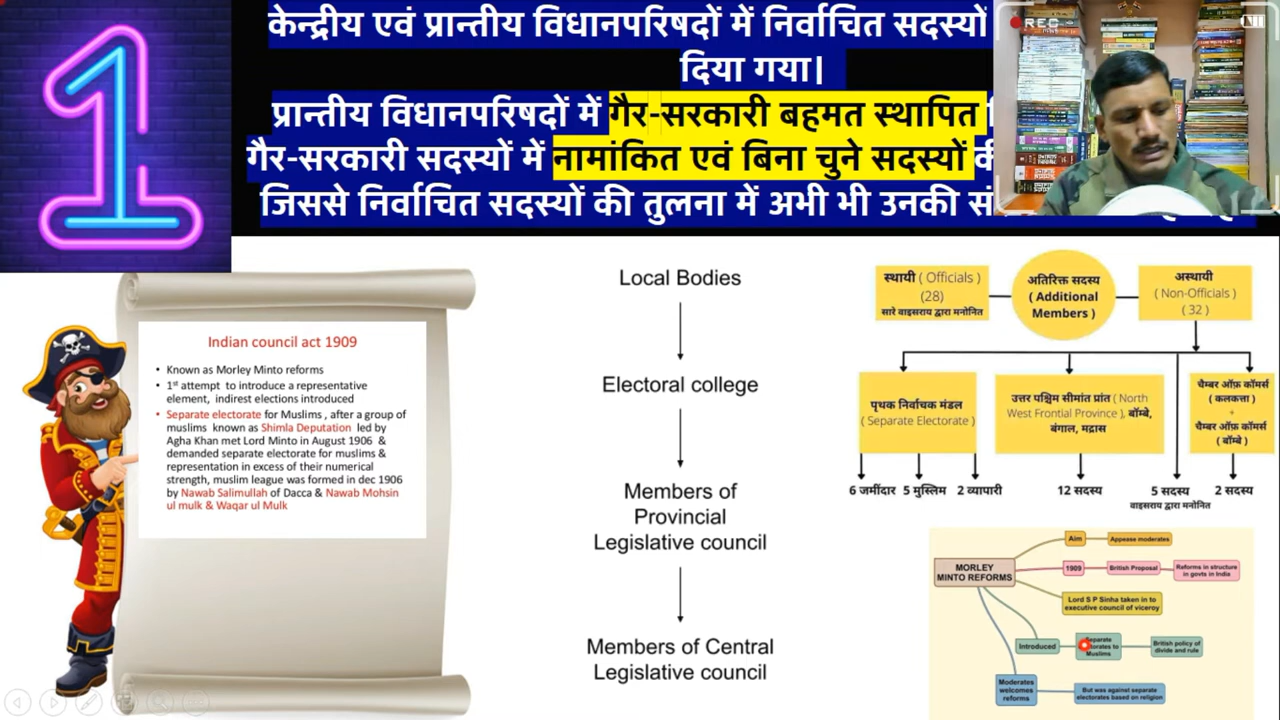 केन्द्रीय एवं प्रान्तीय विधानपरिषदों में निर्वाचित सदस्यों
दिया गया।
प्रान्तीय विधानपरिषदों में गैर-सरकारी बहमत स्थापित
गैर-सरकारी सदस्यों में नामांकित एवं बिना चुने सदस्यों की
जिससे निर्वाचित सदस्यों की तुलना में अभी भी उनकी
REC
1
Indian council act 1909
• Known as Morley Minto reforms
• 1st attempt to introduce a representative
element, indirest elections introduced
• Separate electorate for Muslims , after a group of
muslims known as Shimla Deputation led by
Agha Khan met Lord Minto in August 1906 &
demanded separate electorate for muslims &
representation in excess of their numerical
strength, muslim league was formed in dec 1906
by Nawab Salimullah of Dacca & Nawab Mohsin
ul mulk & Waqar ul Mulk
Local Bodies
Electoral college
Members of
Provincial
Legislative council
Members of Central
Legislative council
स्थायी ( Officials )
(28)
सारे वाइसराय द्वारा मनोनित
अतिरिक्त सदस्य
( Additional
Members )
अस्थायी
( Non-Officials )
( 32 )
पृथक निर्वाचक मंडल
( Separate Electorate )
उत्तर पश्चिम सीमांत प्रांत ( North
West Frontial Province ), बॉम्बे,
बंगाल, मद्रास
चैम्बर ऑफ़ कॉमर्स
( कलकत्ता )
+
चैम्बर ऑफ़ कॉमर्स
( बॉम्बे )
6 जमींदार
5 मुस्लिम
2 व्यापारी
12 सदस्य
5 सदस्य
वाइसराय द्वारा मनोनित
2 सदस्य
MORLEY
MINTO REFORMS
Aim
Appease moderates
1909
British Proposal
Reforms in structure
in govts in India
Lord S P Sinha taken in to
executive council of viceroy
Introduced
to
Muslims
British policy of
divide and rule
Moderates
welcomes
reforms
But was against separate
electorates based on religion